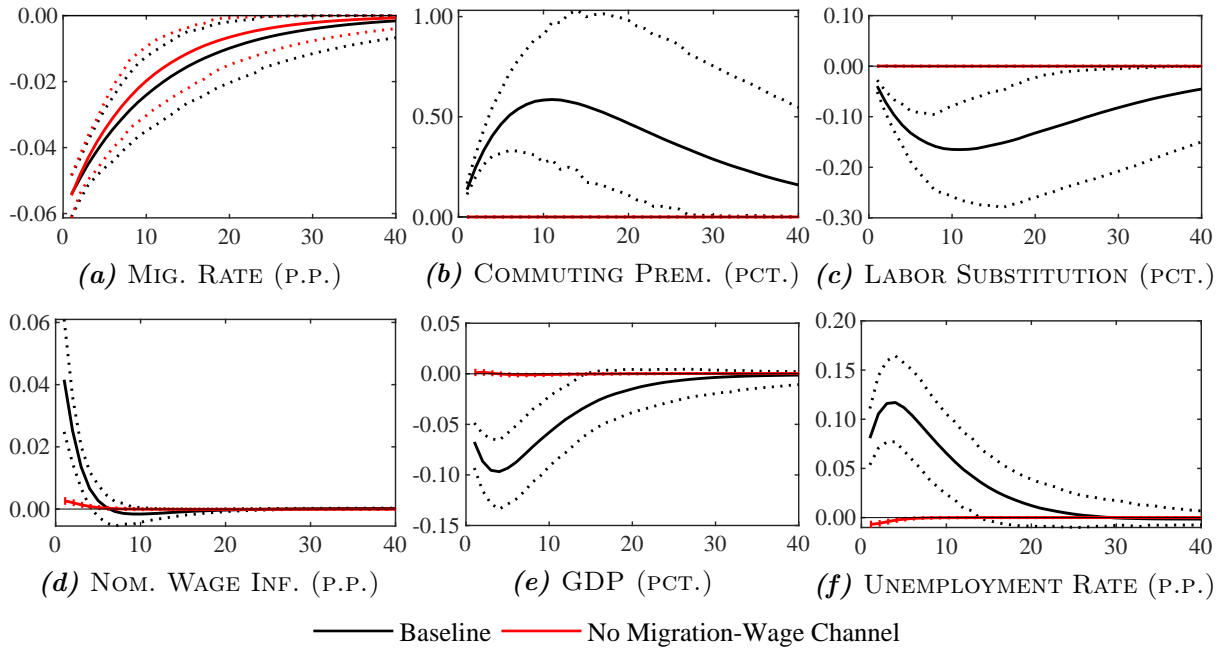 0.00
-0.02
-0.04
-0.06
0 10 20 30 40
(a) MIG. RATE (P.P.)
1.00
0.50
0.00
0 10 20 30 40
(b) COMMUTING PREM. (PCT.)
0.10
0.00
-0.10
-0.20
-0.30
0 10 20 30 40
(c) LABOR SUBSTITUTION (PCT.)
0.06
0.04
0.02
0.00
0 10 20 30 40
(d) NOM. WAGE INF. (P.P.)
0.05
0.00
-0.05
-0.10
-0.15
0 10 20 30 40
(e) GDP (PCT.)
0.20
0.15
0.10
0.05
0.00
0 10 20 30 40
(f) UNEMPLOYMENT RATE (P.P.)
Baseline No Migration-Wage Channel